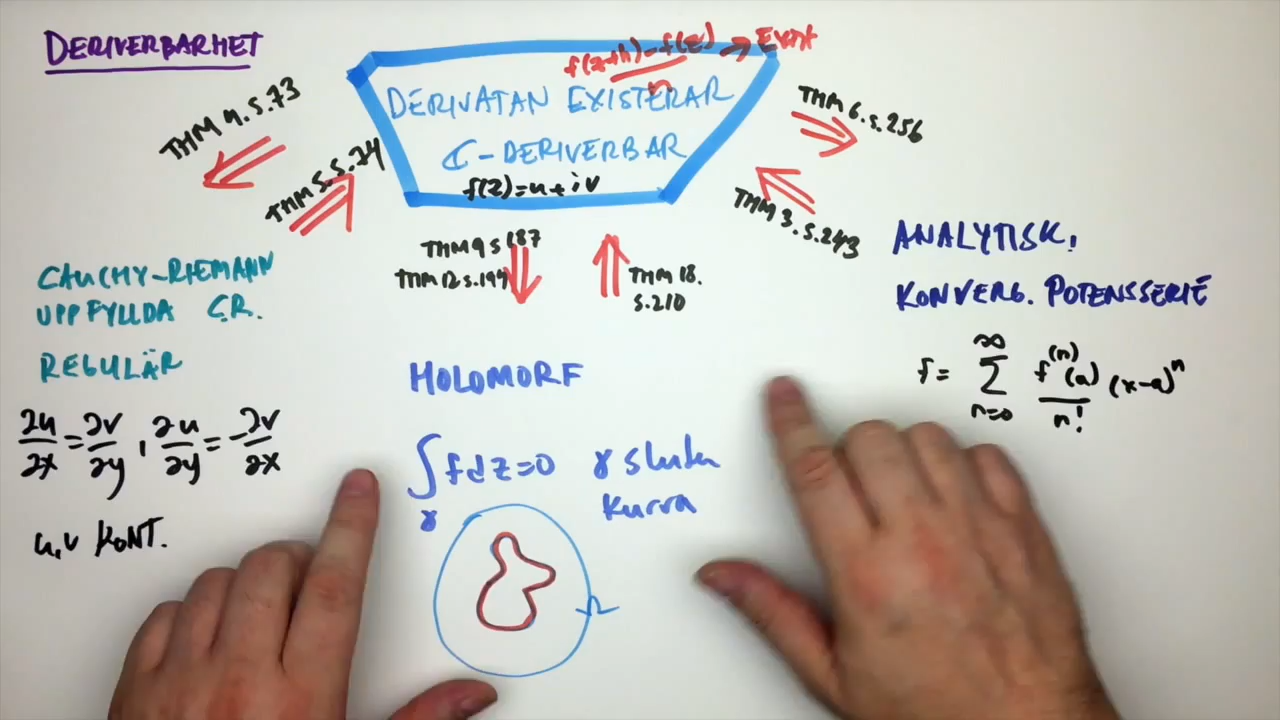 DERIVERBARHET
f(z+h)-f(z) → Exist
h
DERIVATAN EXISTERAR
ℂ-DERIVERBAR
f(z)=u+iv
THM 4.s.73
THM 5.s.74
THM 6.s.256
THM 3.s.243
THM 9 s 187
THM 12 s.197
THM 18.
s.210
CAUCHY-RIEMANN
UPPFYLLDA C.R.
REGULÄR
∂u/∂x = ∂v/∂y , ∂u/∂y = -∂v/∂x
u,v KONT.
HOLOMORF
∫γ f dz=0 γ sluten
kurva
Ω
ANALYTISK,
KONVERG. POTENSSERIE
f = ∑_{n=0}^{∞} f^{(n)}(a)/n! (x-a)^n